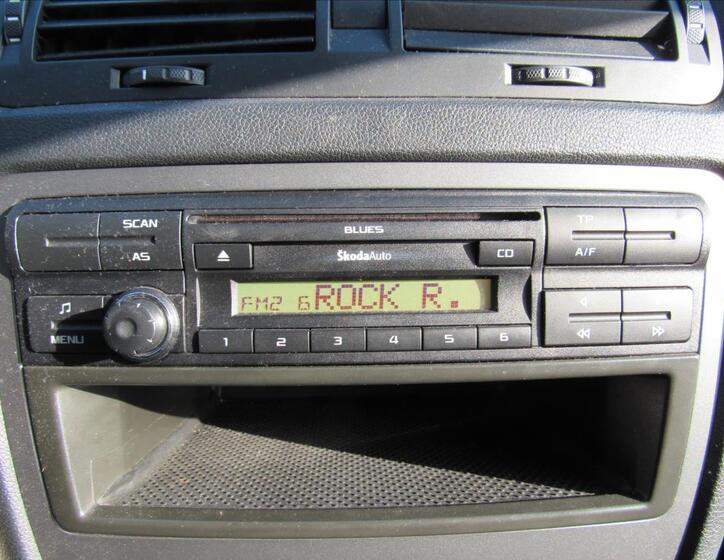 BLUES
SCAN
AS
ŠkodaAuto
CD
TP
A/F
FM2 6 ROCK R.
MENU
1 2 3 4 5 6